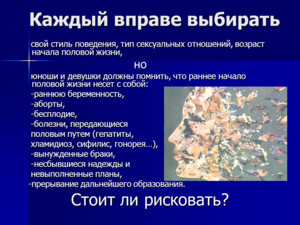 Каждый вправе выбирать
свой стиль поведения, тип сексуальных отношений, возраст
начала половой жизни,
но
юноши и девушки должны помнить, что раннее начало
половой жизни несет с собой:
-раннюю беременность,
-аборты,
-бесплодие,
-болезни, передающиеся
половым путем (гепатиты,
хламидиоз, сифилис, гонорея…),
-вынужденные браки,
-несбывшиеся надежды и
невыполненные планы,
-прерывание дальнейшего образования.
Стоит ли рисковать?